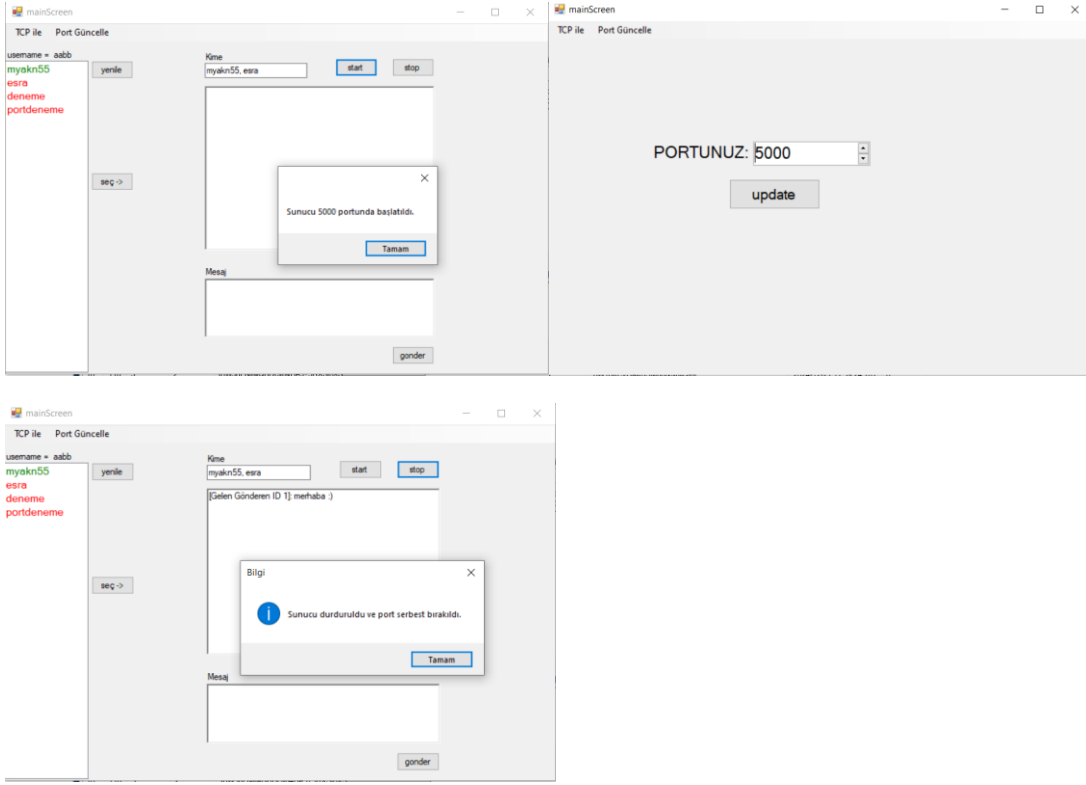 mainScreen
TCP ile Port Güncelle
username = aabb
myakn55
esra
deneme
portdeneme
yenile
seç ->
Kime
myakn55, esra
start
stop
Sunucu 5000 portunda başlatıldı.
Tamam
Mesaj
gonder
mainScreen
TCP ile Port Güncelle
PORTUNUZ: 5000
update
mainScreen
TCP ile Port Güncelle
username = aabb
myakn55
esra
deneme
portdeneme
yenile
seç ->
Kime
myakn55, esra
start
stop
[Gelen Gönderen ID 1]: merhaba :)
Bilgi
Sunucu durduruldu ve port serbest bırakıldı.
Tamam
Mesaj
gonder